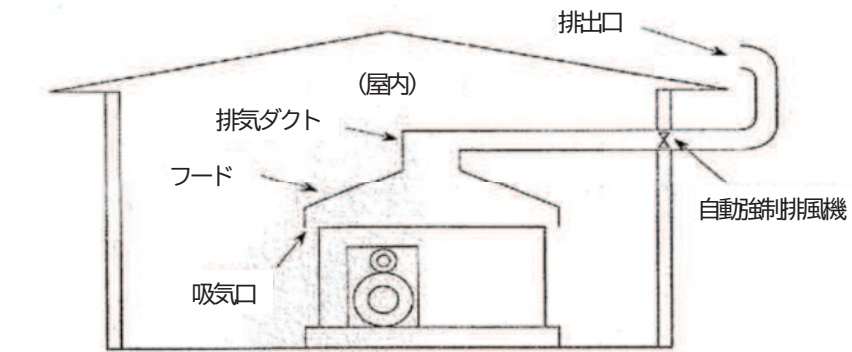 排出口
(屋内)
排気ダクト
フード
自動強制排風機
吸気口